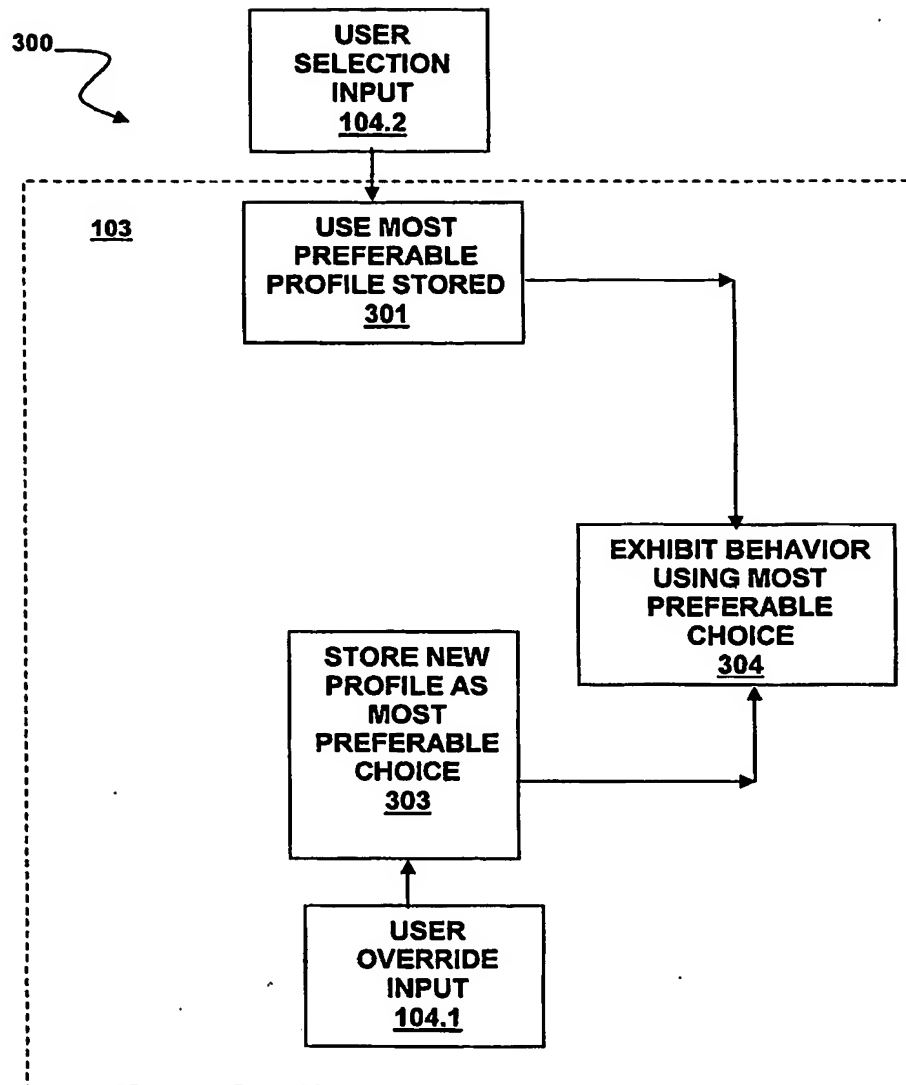 300
USER
SELECTION
INPUT
104.2
103
USE MOST
PREFERABLE
PROFILE STORED
301
EXHIBIT BEHAVIOR
USING MOST
PREFERABLE
CHOICE
304
STORE NEW
PROFILE AS
MOST
PREFERABLE
CHOICE
303
USER
OVERRIDE
INPUT
104.1